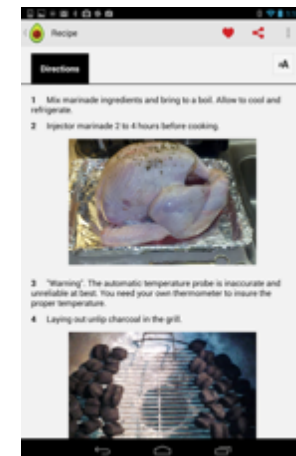 Recipe
Directions
1 Mix marinade ingredients and bring to a boil. Allow to cool and
refrigerate.
2 Injector marinade 2 to 4 hours before cooking.
3 "Warning". The automatic temperature probe is inaccurate and
unreliable at best. You need your own thermometer to insure the
proper temperature.
4 Laying out unlip charcoal in the grill.